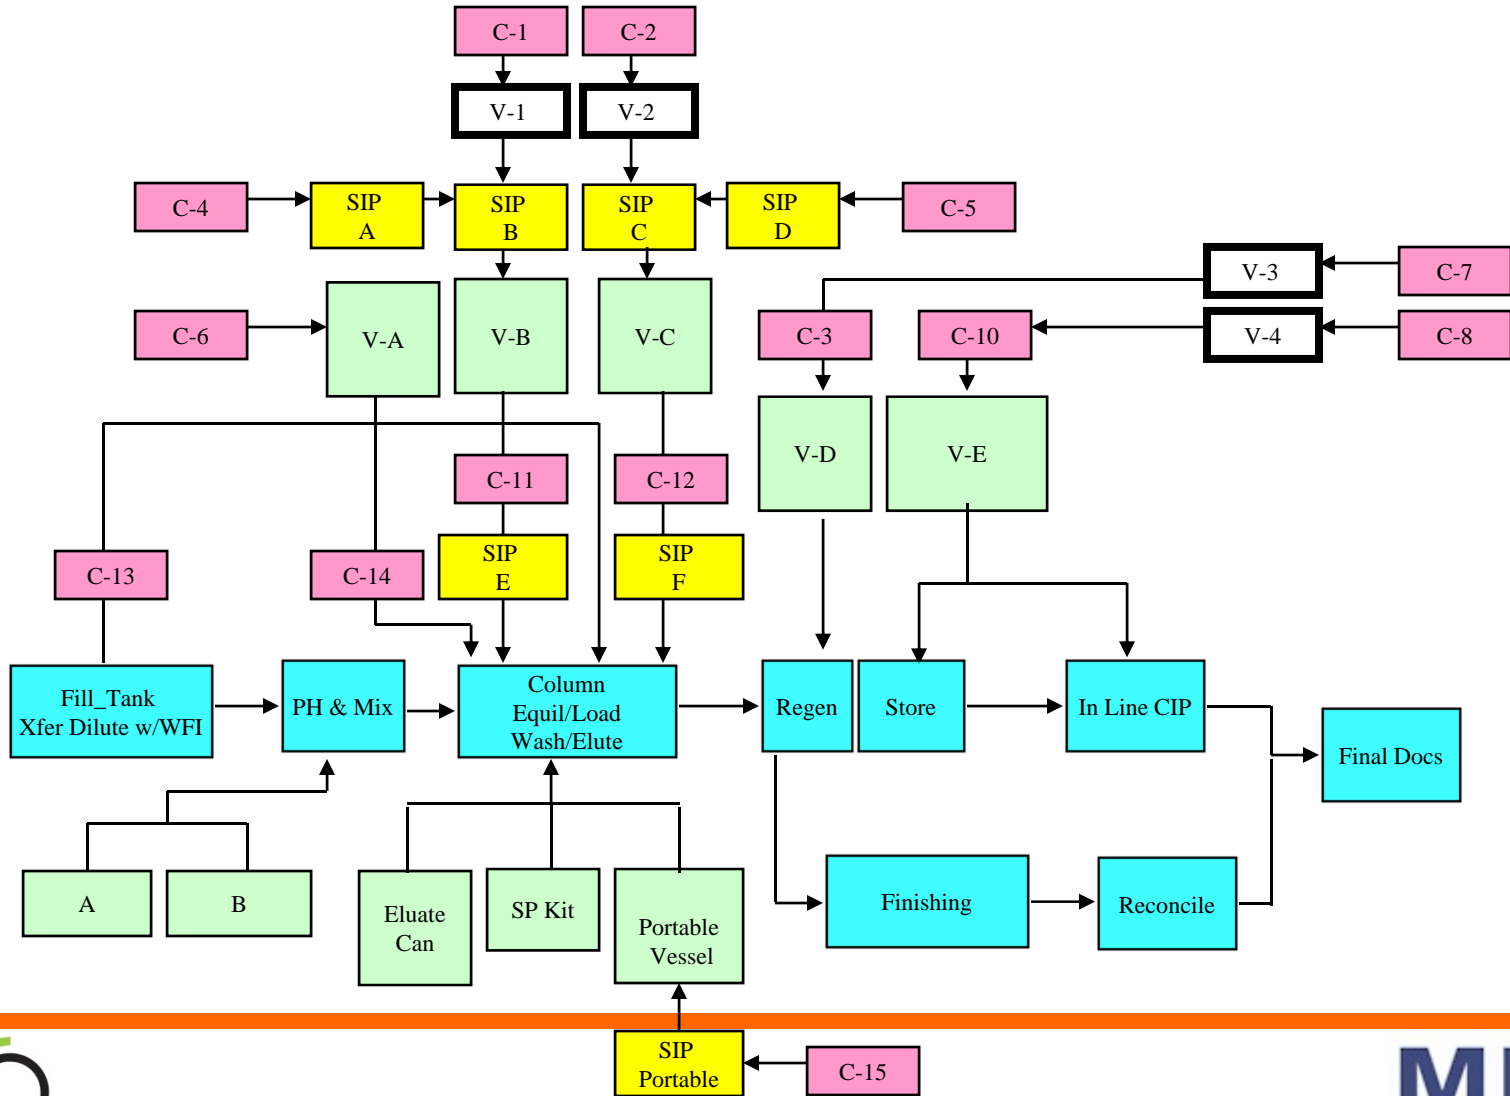 C-1
C-2
V-1
V-2
C-4
SIP
A
SIP
B
SIP
C
SIP
D
C-5
V-3
C-7
C-6
V-A
V-B
V-C
C-3
C-10
V-4
C-8
V-D
V-E
C-11
C-12
C-13
C-14
SIP
E
SIP
F
Fill_Tank
Xfer Dilute w/WFI
PH & Mix
Column
Equil/Load
Wash/Elute
Regen
Store
In Line CIP
Final Docs
A
B
Eluate
Can
SP Kit
Portable
Vessel
Finishing
Reconcile
SIP
Portable
C-15